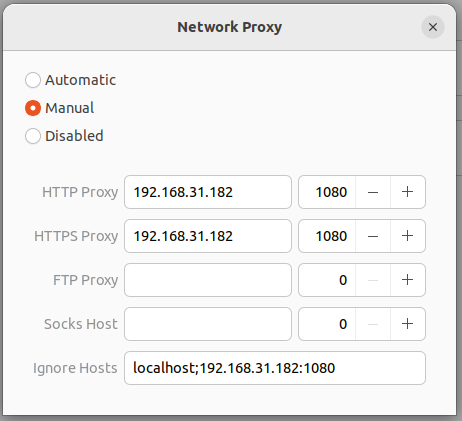 Network Proxy
Automatic
Manual
Disabled
HTTP Proxy 192.168.31.182 1080
HTTPS Proxy 192.168.31.182 1080
FTP Proxy 0
Socks Host 0
Ignore Hosts localhost;192.168.31.182:1080